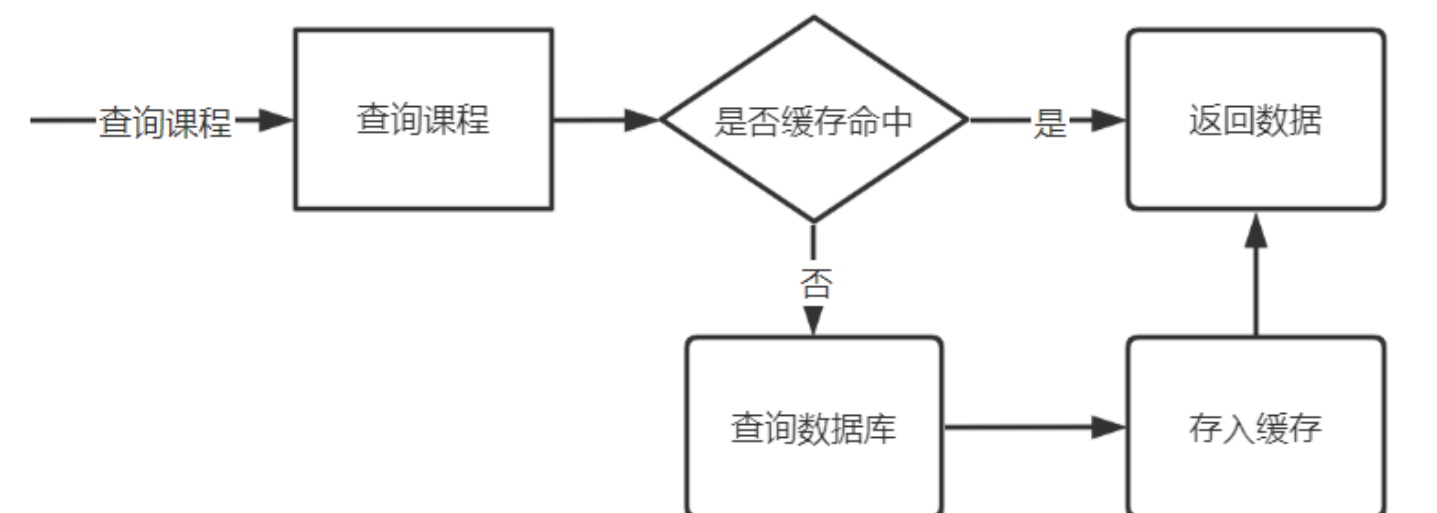 查询课程
查询课程
是否缓存命中
是
返回数据
否
查询数据库
存入缓存